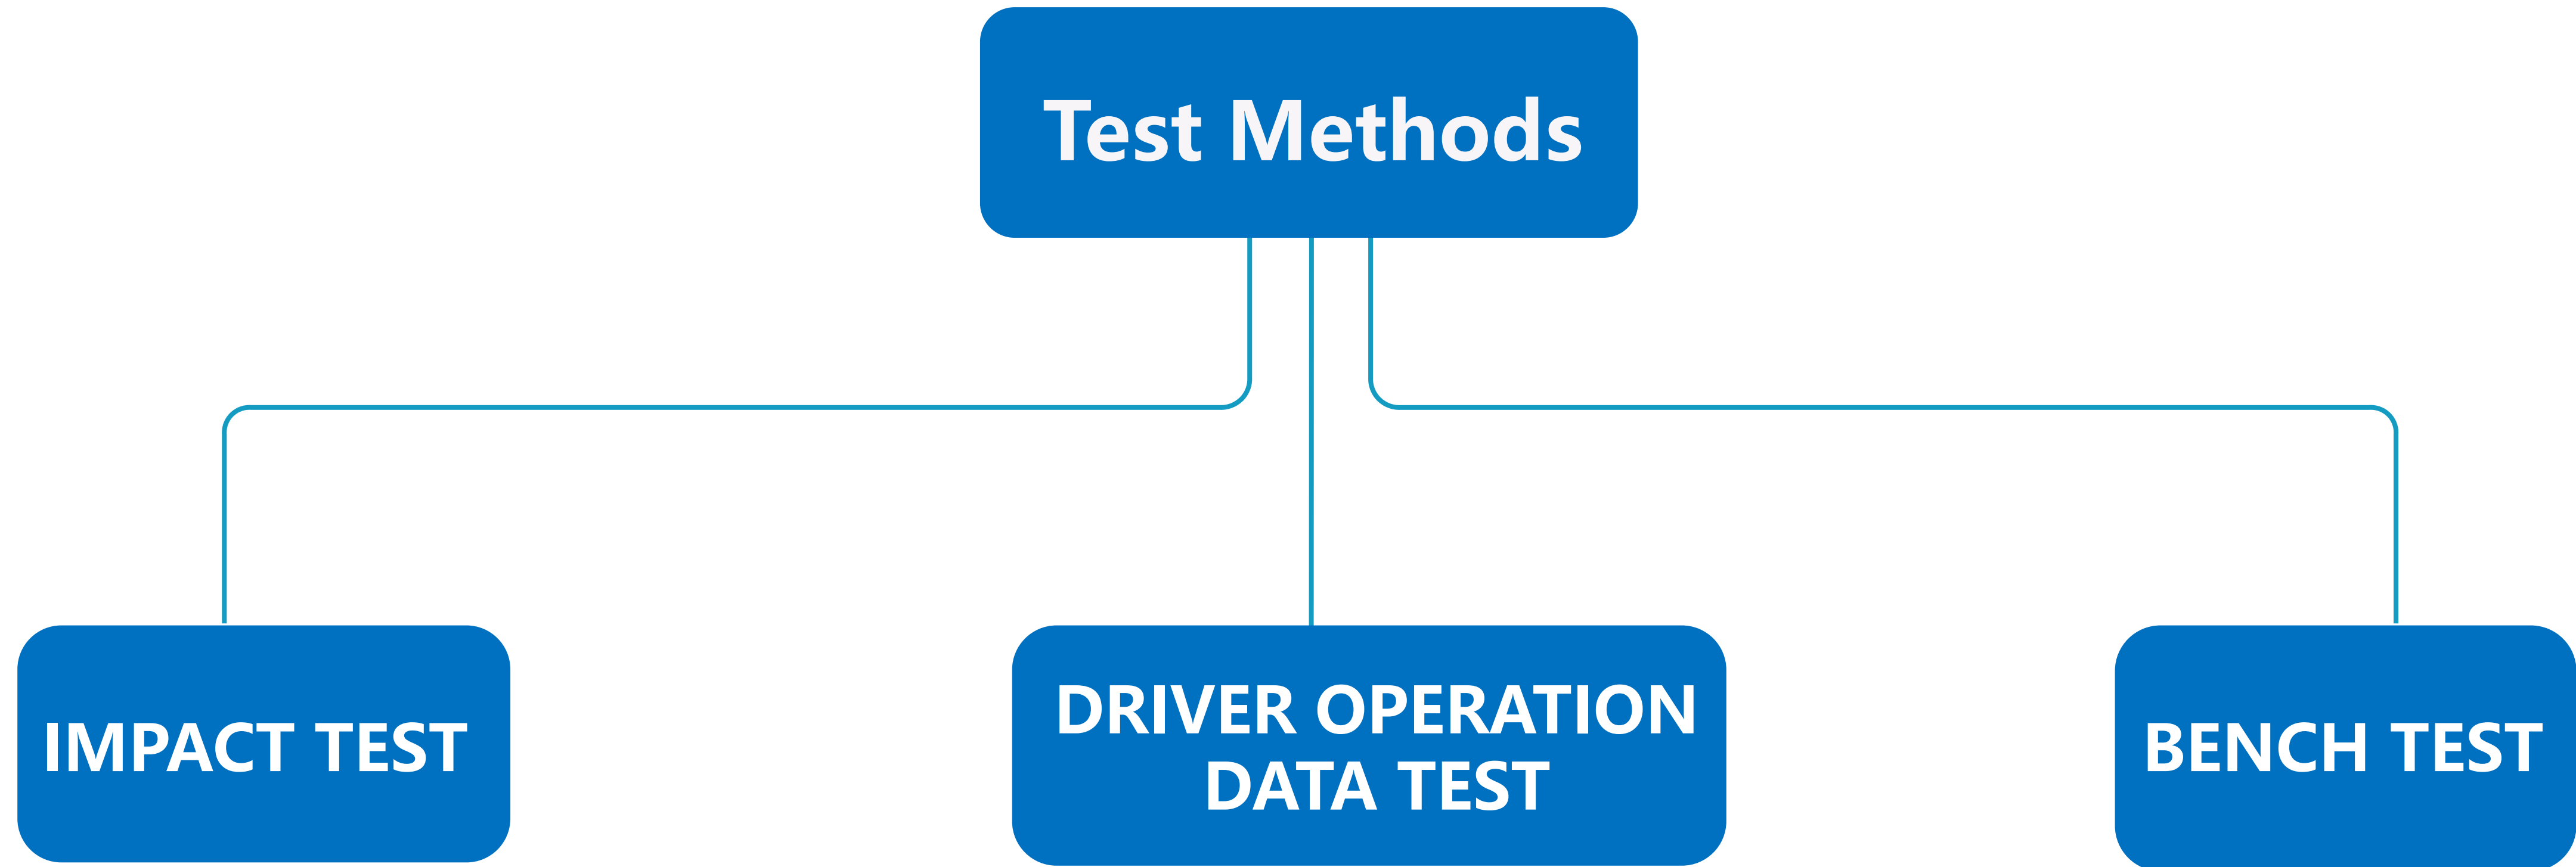 Test Methods
IMPACT TEST
DRIVER OPERATION
DATA TEST
BENCH TEST